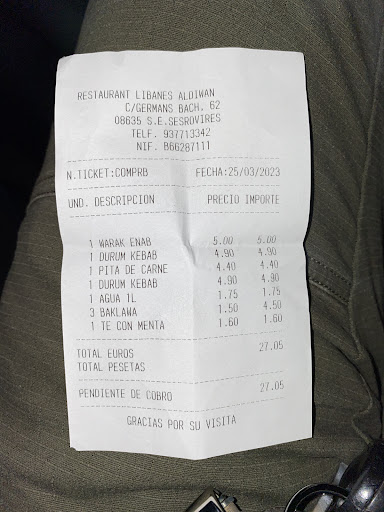 RESTAURANT LIBANES ALDIWAN
C/GERMANS BACH, 62
08635 S.E.SESROVIRES
TELF. 937713342
NIF. B66287111
N.TICKET:COMPRB FECHA:25/03/2023
UND. DESCRIPCION PRECIO IMPORTE
1 WARAK ENAB 5.00 5.00
1 DURUM KEBAB 4.90 4.90
1 PITA DE CARNE 4.40 4.40
1 DURUM KEBAB 4.90 4.90
1 AGUA 1L 1.75 1.75
3 BAKLAWA 1.50 4.50
1 TE CON MENTA 1.60 1.60
TOTAL EUROS 27.05
TOTAL PESETAS
PENDIENTE DE COBRO 27.05
GRACIAS POR SU VISITA